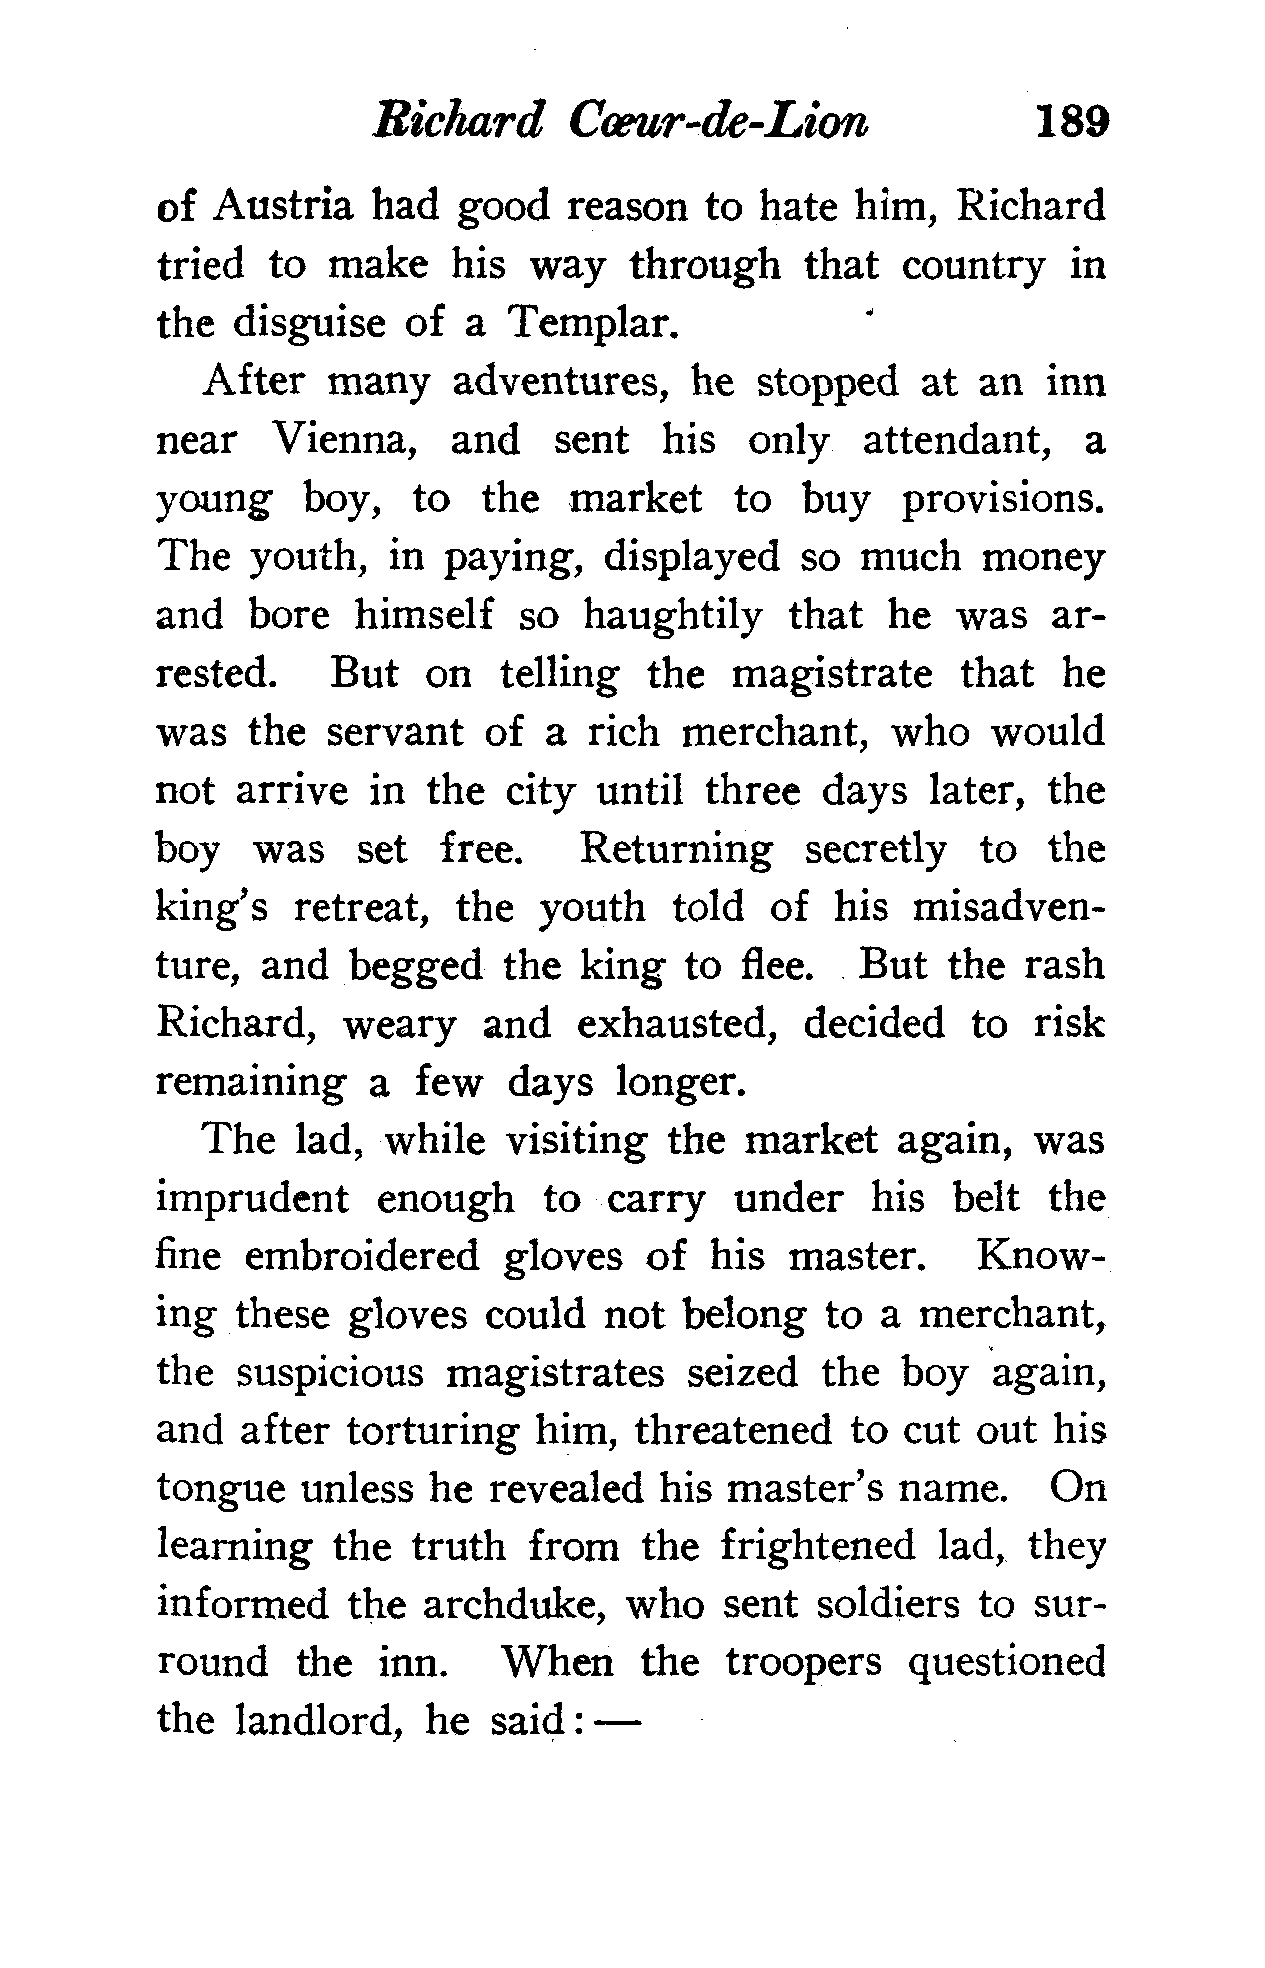 Richard Cœur-de-Lion 189
of Austria had good reason to hate him, Richard
tried to make his way through that country in
the disguise of a Templar.
After many adventures, he stopped at an inn
near Vienna, and sent his only attendant, a
young boy, to the market to buy provisions.
The youth, in paying, displayed so much money
and bore himself so haughtily that he was ar-
rested. But on telling the magistrate that he
was the servant of a rich merchant, who would
not arrive in the city until three days later, the
boy was set free. Returning secretly to the
king's retreat, the youth told of his misadven-
ture, and begged the king to flee. But the rash
Richard, weary and exhausted, decided to risk
remaining a few days longer.
The lad, while visiting the market again, was
imprudent enough to carry under his belt the
fine embroidered gloves of his master. Know-
ing these gloves could not belong to a merchant,
the suspicious magistrates seized the boy again,
and after torturing him, threatened to cut out his
tongue unless he revealed his master's name. On
learning the truth from the frightened lad, they
informed the archduke, who sent soldiers to sur-
round the inn. When the troopers questioned
the landlord, he said: —